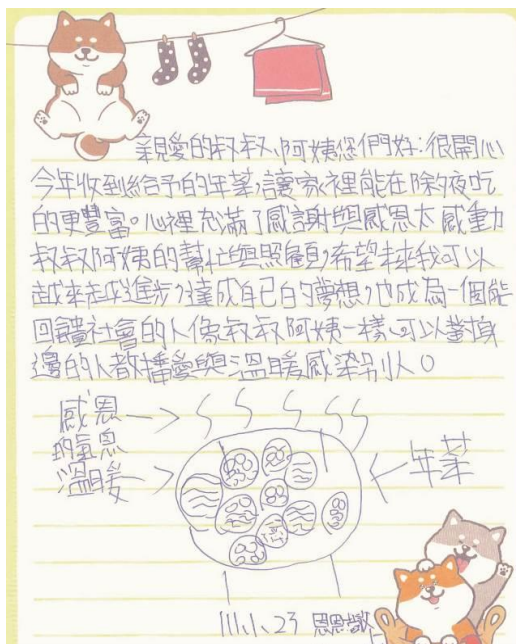 親愛的叔叔、阿姨您們好：很開心
今年收到給予的年菜，讓家裡能在除夕夜吃
的更豐富。心裡充滿了感謝與感恩太感動
叔叔阿姨的幫忙與照顧，希望未來我可以
越來越進步，達成自己的夢想，也成為一個能
回饋社會的人像叔叔阿姨一樣，可以對身
邊的人散播愛與溫暖感染別人。
感恩
的氣息
溫暖
年菜
111.1.23 恩恩